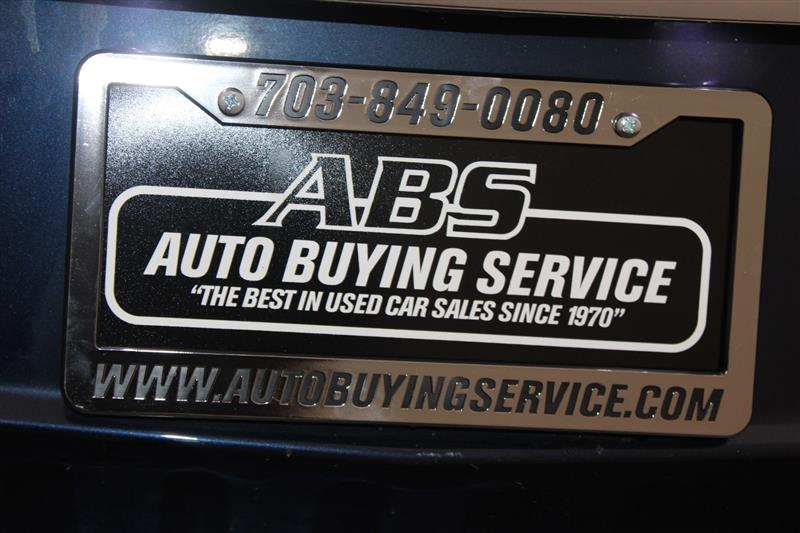 703-849-0080
ABS
AUTO BUYING SERVICE
"THE BEST IN USED CAR SALES SINCE 1970"
WWW.AUTOBUYINGSERVICE.COM